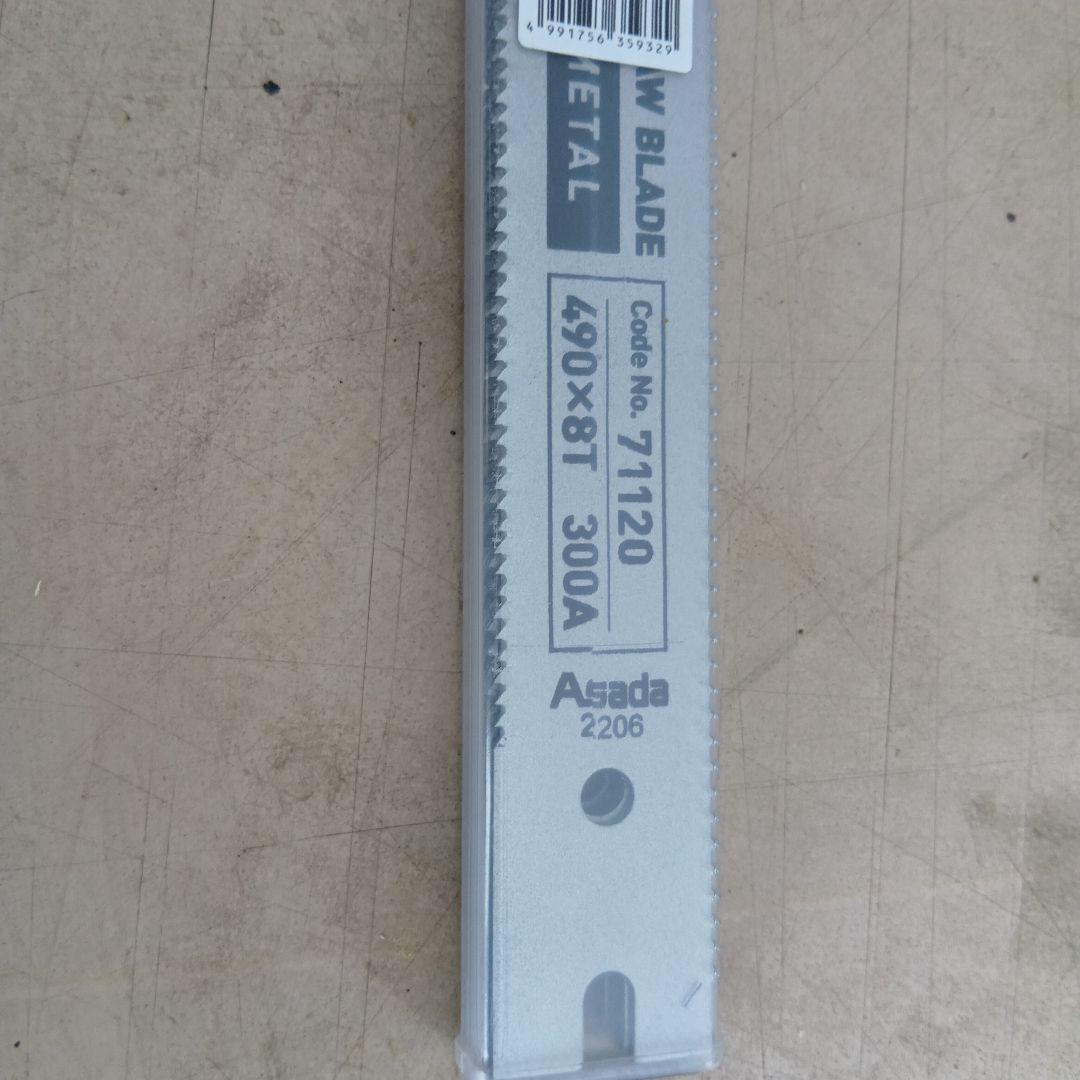 4 991756 359329
AW BLADE
METAL
Code No. 71120
490×8T 300A
Asada
2206